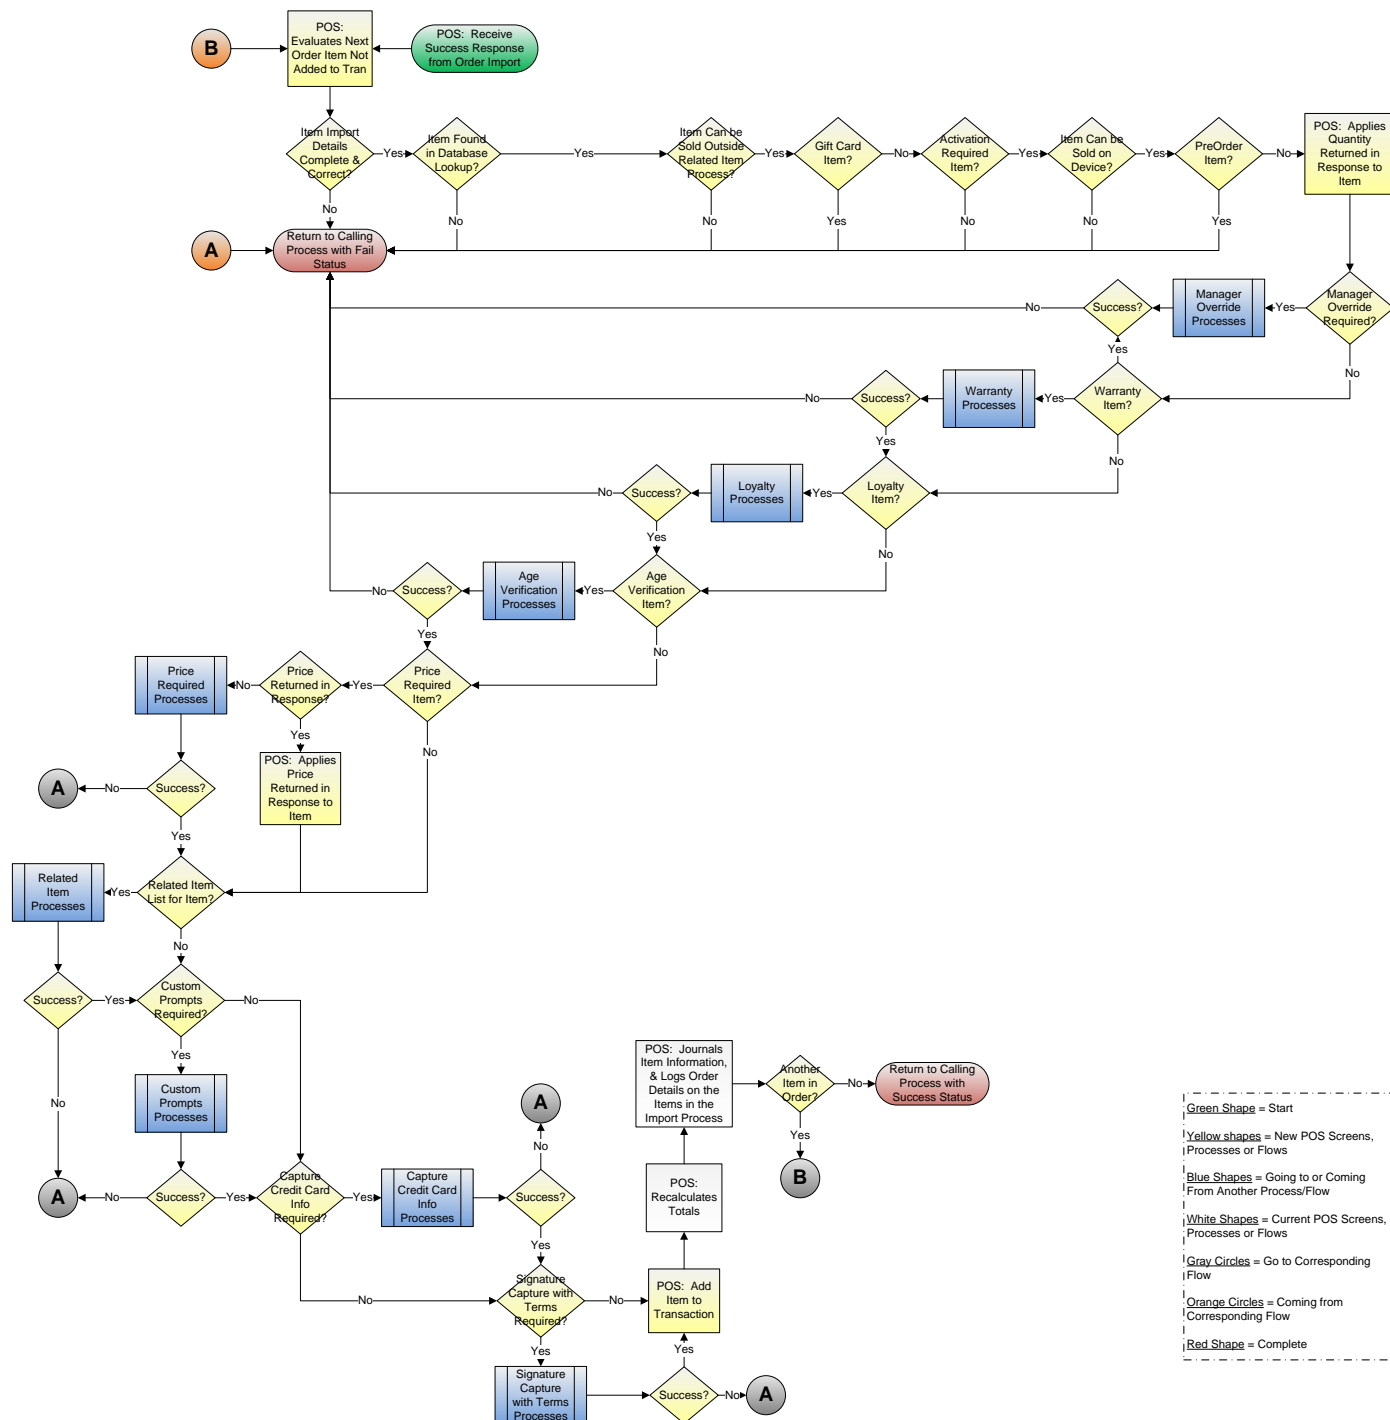 B
POS:
Evaluates Next
Order Item Not
Added to Tran
POS:  Receive
Success Response
from Order Import
Item Import
Details
Complete &
Correct?
Yes
Item Found
in Database
Lookup?
Yes
Item Can be
Sold Outside
Related Item
Process?
Yes
Gift Card
Item?
No
Activation
Required
Item?
Yes
Item Can be
Sold on
Device?
Yes
PreOrder
Item?
No
POS:  Applies
Quantity
Returned in
Response to
Item
No
No
No
Yes
No
No
Yes
A
Return to Calling
Process with Fail
Status
Manager
Override
Required?
Yes
Manager
Override
Processes
Success?
No
Yes
No
Warranty
Item?
Yes
Warranty
Processes
Success?
No
Yes
No
Loyalty
Item?
Yes
Loyalty
Processes
Success?
No
Yes
No
Age
Verification
Item?
Yes
Age
Verification
Processes
Success?
No
Yes
No
Price
Required
Item?
Yes
Price
Returned in
Response?
No
Price
Required
Processes
Yes
No
POS:  Applies
Price
Returned in
Response to
Item
Success?
No
A
Yes
Related Item
List for Item?
Yes
Related
Item
Processes
No
Success?
Yes
Custom
Prompts
Required?
No
Yes
No
Custom
Prompts
Processes
A
No
Success?
Yes
Capture
Credit Card
Info
Required?
Yes
Capture
Credit Card
Info
Processes
Success?
No
A
Yes
No
Signature
Capture with
Terms
Required?
No
POS:  Add
Item to
Transaction
Yes
Signature
Capture
with Terms
Processes
Success?
Yes
No
A
POS:
Recalculates
Totals
POS:  Journals
Item Information,
& Logs Order
Details on the
Items in the
Import Process
Another
Item in
Order?
No
Return to Calling
Process with
Success Status
Yes
B
Green Shape = Start
Yellow shapes = New POS Screens,
Processes or Flows
Blue Shapes = Going to or Coming
From Another Process/Flow
White Shapes = Current POS Screens,
Processes or Flows
Gray Circles = Go to Corresponding
Flow
Orange Circles = Coming from
Corresponding Flow
Red Shape = Complete